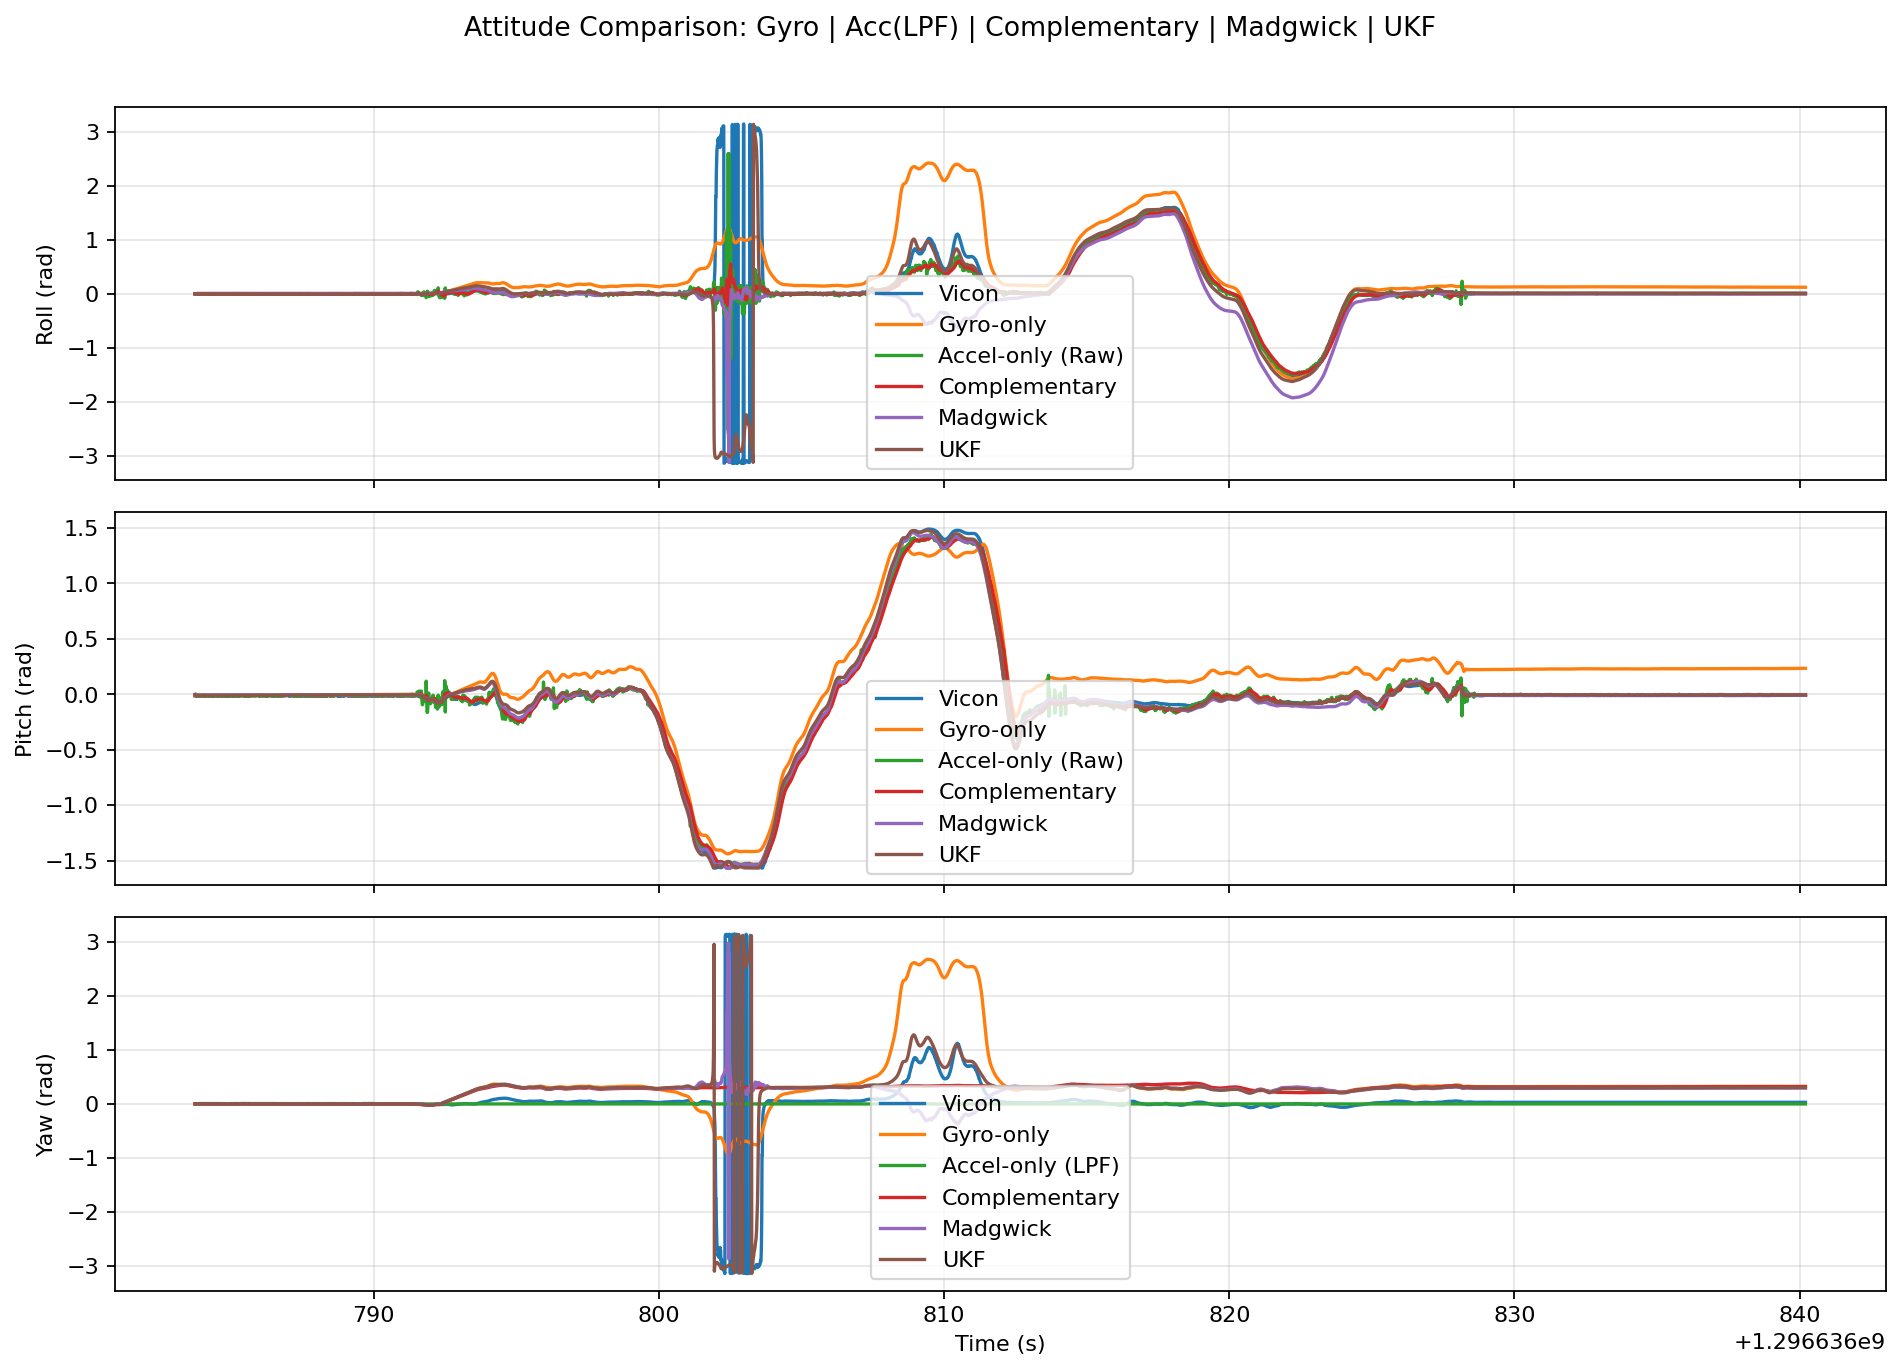 Attitude Comparison: Gyro | Acc(LPF) | Complementary | Madgwick | UKF
Roll (rad)
3
2
1
0
−1
−2
−3
Vicon
Gyro-only
Accel-only (Raw)
Complementary
Madgwick
UKF
Pitch (rad)
1.5
1.0
0.5
0.0
−0.5
−1.0
−1.5
Vicon
Gyro-only
Accel-only (Raw)
Complementary
Madgwick
UKF
Yaw (rad)
3
2
1
0
−1
−2
−3
Vicon
Gyro-only
Accel-only (LPF)
Complementary
Madgwick
UKF
790 800 810 820 830 840
Time (s)
+1.296636e9